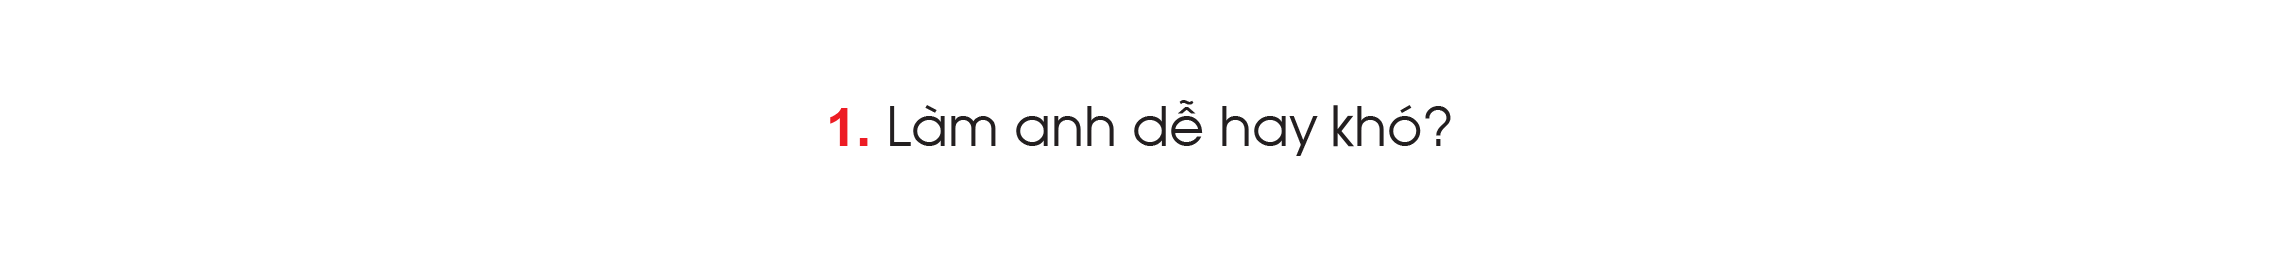 1. Làm anh dễ hay khó?